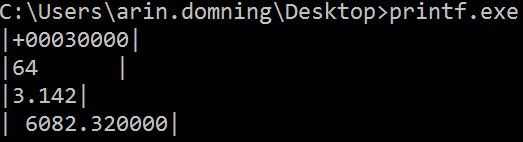 C:\Users\arin.domning\Desktop>printf.exe
|+00030000|
|64       |
|3.142|
| 6082.320000|